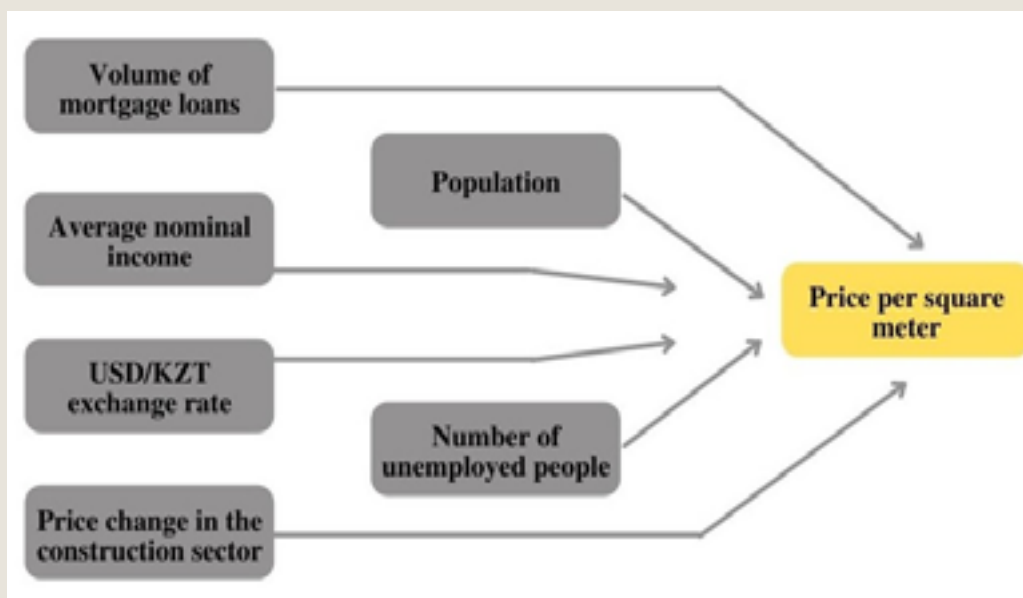 Volume of
mortgage loans
Population
Average nominal
income
Price per square
meter
USD/KZT
exchange rate
Number of
unemployed people
Price change in the
construction sector